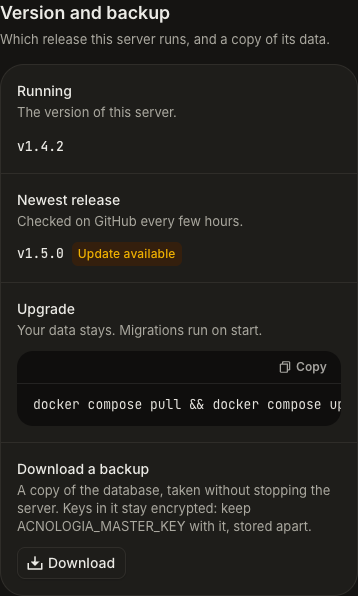 Version and backup
Which release this server runs, and a copy of its data.
Running
The version of this server.
v1.4.2
Newest release
Checked on GitHub every few hours.
v1.5.0 Update available
Upgrade
Your data stays. Migrations run on start.
Copy
docker compose pull && docker compose up
Download a backup
A copy of the database, taken without stopping the
server. Keys in it stay encrypted: keep
ACNOLOGIA_MASTER_KEY with it, stored apart.
Download